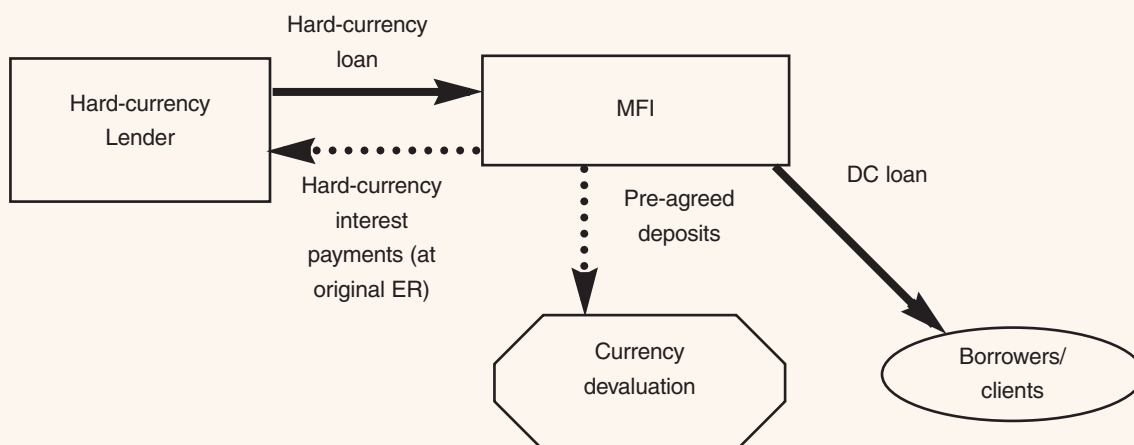 Hard-currency
loan
Hard-currency
Lender
MFI
Hard-currency
interest
payments (at
original ER)
Pre-agreed
deposits
DC loan
Currency
devaluation
Borrowers/
clients